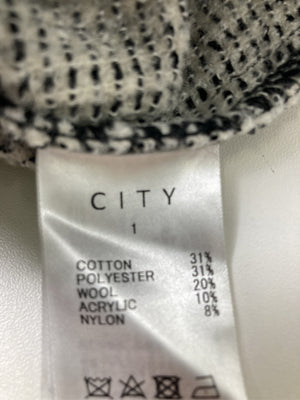 CITY
1
COTTON 31%
POLYESTER 31%
WOOL 20%
ACRYLIC 10%
NYLON 8%